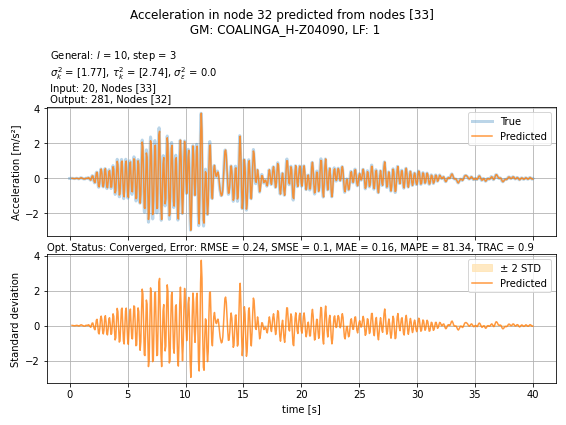 Acceleration in node 32 predicted from nodes [33]
GM: COALINGA_H-Z04090, LF: 1
General: l = 10, step = 3
σ²ₖ = [1.77], τ²ₖ = [2.74], σ²ε = 0.0
Input: 20, Nodes [33]
Output: 281, Nodes [32]
4
2
0
−2
Acceleration [m/s²]
True
Predicted
Opt. Status: Converged, Error: RMSE = 0.24, SMSE = 0.1, MAE = 0.16, MAPE = 81.34, TRAC = 0.9
4
2
0
−2
Standard deviation
± 2 STD
Predicted
0 5 10 15 20 25 30 35 40
time [s]